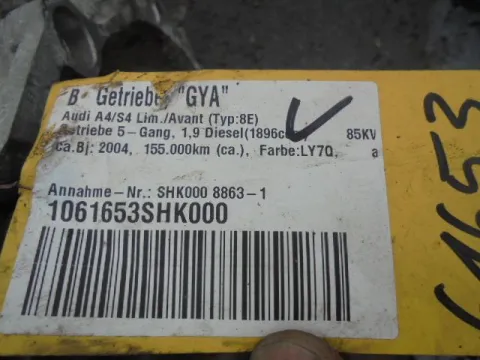 B Getriebe "GYA"
Audi A4/S4 Lim./Avant (Typ:8E)
Getriebe 5-Gang, 1,9 Diesel(1896c 85KW
ca.Bj: 2004, 155.000km (ca.), Farbe:LY7Q, a
Annahme-Nr.: SHK000 8863-1
1061653SHK000
61653